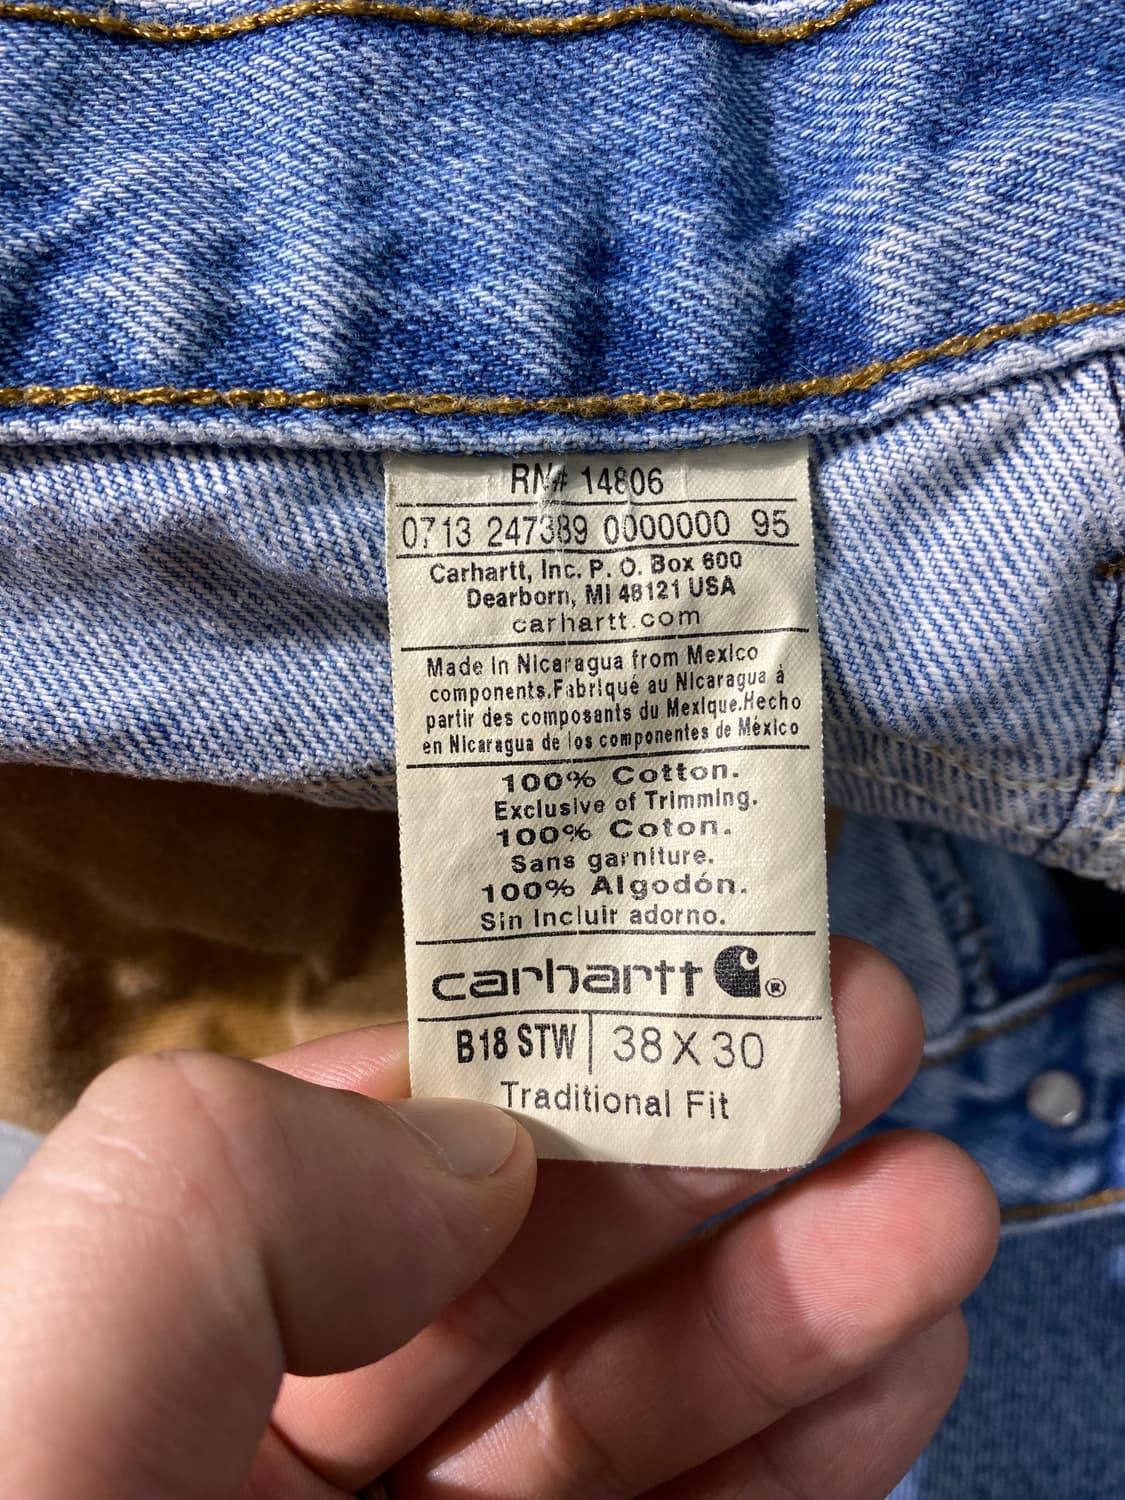 RN# 14806
0713 247389 0000000 95
Carhartt, Inc. P. O. Box 600
Dearborn, MI 48121 USA
carhartt.com
Made in Nicaragua from Mexico
components.Fabriqué au Nicaragua à
partir des composants du Mexique.Hecho
en Nicaragua de los componentes de México
100% Cotton.
Exclusive of Trimming.
100% Coton.
Sans garniture.
100% Algodón.
Sin Incluir adorno.
carhartt ®
B18 STW 38 X 30
Traditional Fit